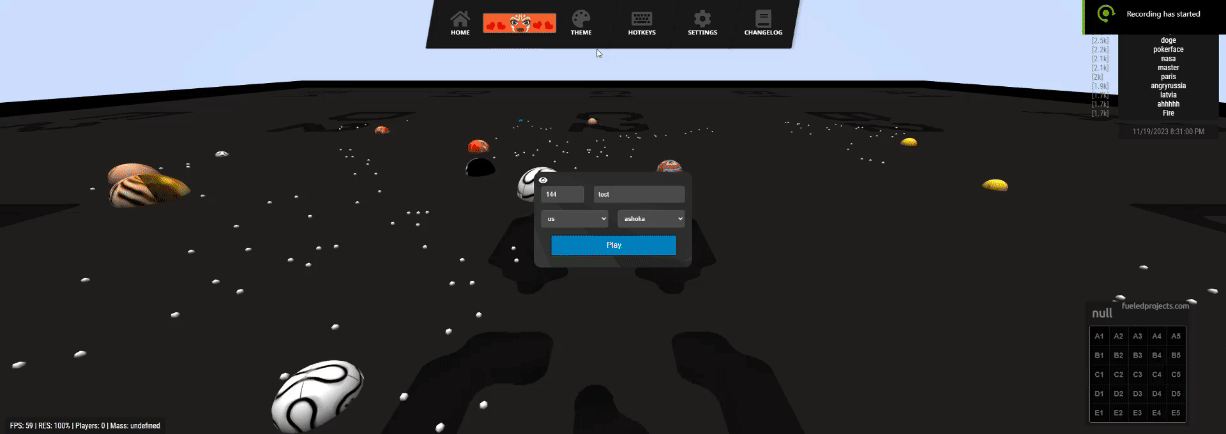 HOME
THEME
HOTKEYS
SETTINGS
CHANGELOG
Recording has started
[2.5k] doge
[2.2k] pokerface
[2.1k] nasa
[2.1k] master
[2k] paris
[1.9k] angryrussia
[1.7k] latvia
[1.7k] ahhhhh
[1.7k] Fire
11/19/2023 8:31:00 PM
144 test
us ashoka
Play
fueledprojects.com
null
A1 A2 A3 A4 A5
B1 B2 B3 B4 B5
C1 C2 C3 C4 C5
D1 D2 D3 D4 D5
E1 E2 E3 E4 E5
FPS: 59 | RES: 100% | Players: 0 | Mass: undefined